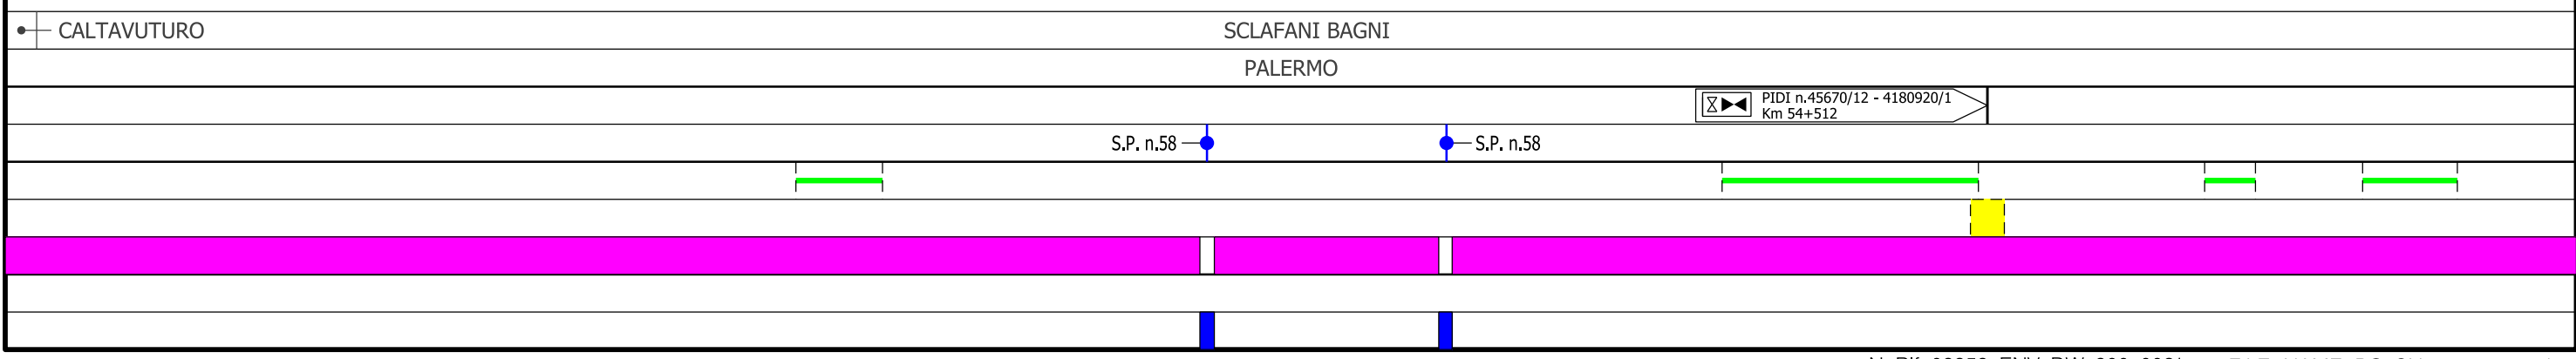 CALTAVUTURO
SCLAFANI BAGNI
PALERMO
PIDI n.45670/12 - 4180920/1
Km 54+512
S.P. n.58
S.P. n.58